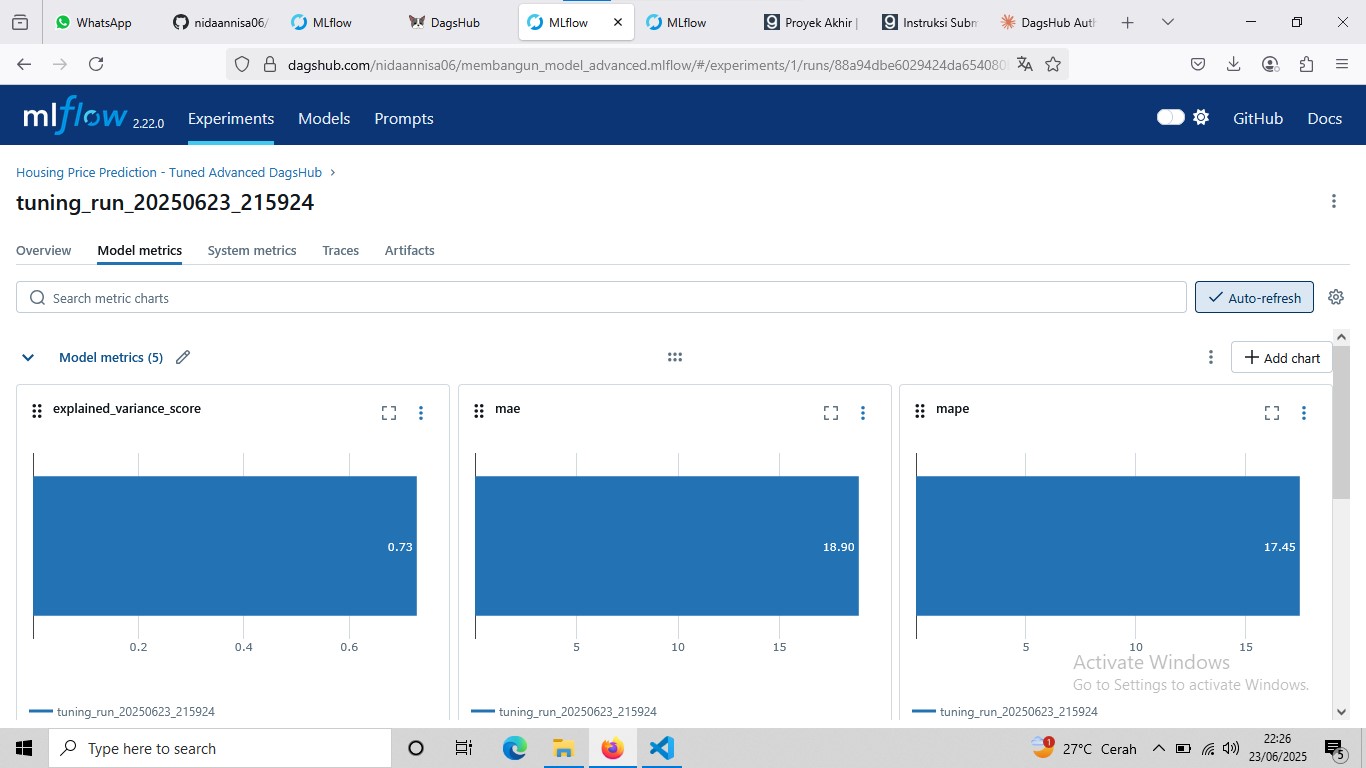 WhatsApp
nidaannisa06/
MLflow
DagsHub
MLflow
MLflow
Proyek Akhir |
Instruksi Subm
DagsHub Auth
dagshub.com/nidaannisa06/membangun_model_advanced.mlflow/#/experiments/1/runs/88a94dbe6029424da654080
mlflow 2.22.0
Experiments
Models
Prompts
GitHub
Docs
Housing Price Prediction - Tuned Advanced DagsHub
tuning_run_20250623_215924
Overview
Model metrics
System metrics
Traces
Artifacts
Search metric charts
Auto-refresh
Model metrics (5)
Add chart
explained_variance_score
0.73
0.2
0.4
0.6
tuning_run_20250623_215924
mae
18.90
5
10
15
tuning_run_20250623_215924
mape
17.45
5
10
15
tuning_run_20250623_215924
Activate Windows
Go to Settings to activate Windows.
Type here to search
1
27°C Cerah
22:26
23/06/2025
5